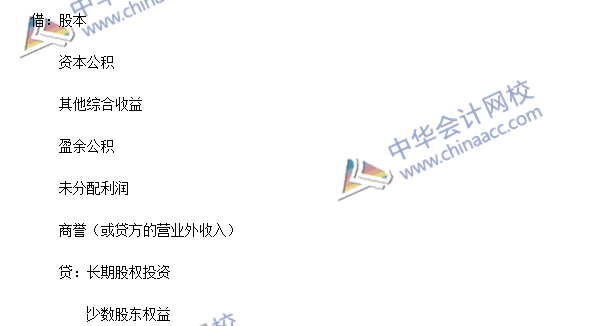 借：股本
资本公积
其他综合收益
盈余公积
未分配利润
商誉（或贷方的营业外收入）
贷：长期股权投资
少数股东权益
中华会计网校
www.chinaacc.com
中华会计网校
www.chinaacc.com